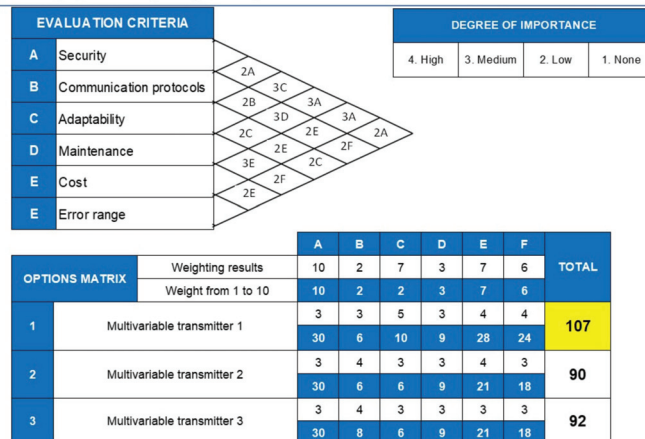 EVALUATION CRITERIA
A Security
B Communication protocols
C Adaptability
D Maintenance
E Cost
E Error range
2A
3C
2B 3A
3D 3A
2C 2E 2A
2E 2F
3E 2C
2F
2E
DEGREE OF IMPORTANCE
4. High 3. Medium 2. Low 1. None
A B C D E F
OPTIONS MATRIX Weighting results 10 2 7 3 7 6 TOTAL
Weight from 1 to 10 10 2 2 3 7 6
1 Multivariable transmitter 1 3 3 5 3 4 4 107
30 6 10 9 28 24
2 Multivariable transmitter 2 3 4 3 3 4 3 90
30 6 6 9 21 18
3 Multivariable transmitter 3 3 4 3 3 3 3 92
30 8 6 9 21 18